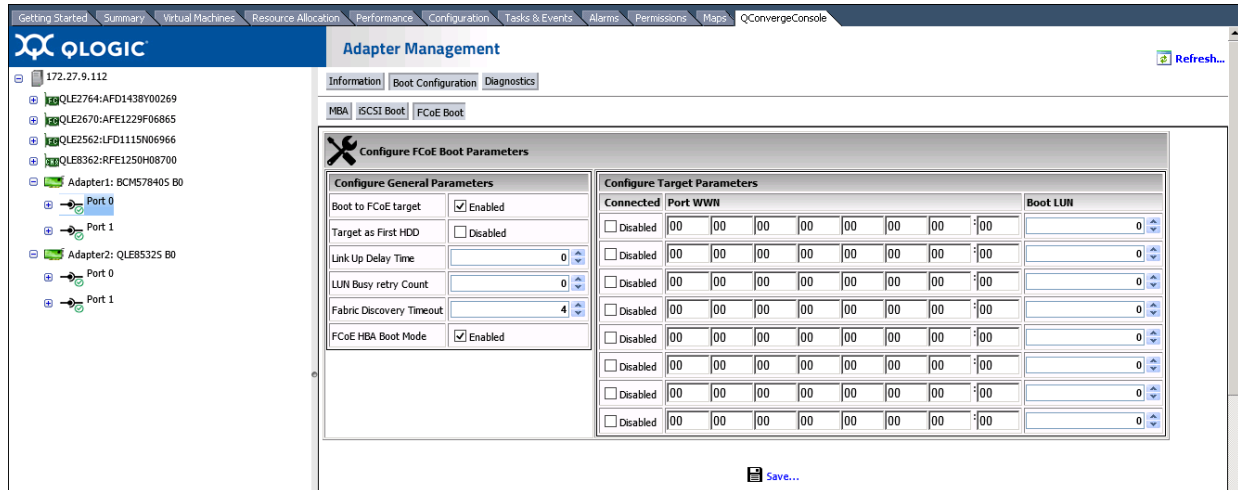 Getting Started Summary Virtual Machines Resource Allocation Performance Configuration Tasks & Events Alarms Permissions Maps QConvergeConsole
QLOGIC
Adapter Management
Refresh...
172.27.9.112
QLE2764:AFD1438Y00269
QLE2670:AFE1229F06865
QLE2562:LFD1115N06966
QLE8362:RFE1250H08700
Adapter1: BCM57840S B0
Port 0
Port 1
Adapter2: QLE8532S B0
Port 0
Port 1
Information Boot Configuration Diagnostics
MBA iSCSI Boot FCoE Boot
Configure FCoE Boot Parameters
Configure General Parameters
Boot to FCoE target Enabled
Target as First HDD Disabled
Link Up Delay Time 0
LUN Busy retry Count 0
Fabric Discovery Timeout 4
FCoE HBA Boot Mode Enabled
Configure Target Parameters
Connected Port WWN Boot LUN
Disabled 00 00 00 00 00 00 00 :00 0
Disabled 00 00 00 00 00 00 00 :00 0
Disabled 00 00 00 00 00 00 00 :00 0
Disabled 00 00 00 00 00 00 00 :00 0
Disabled 00 00 00 00 00 00 00 :00 0
Disabled 00 00 00 00 00 00 00 :00 0
Disabled 00 00 00 00 00 00 00 :00 0
Disabled 00 00 00 00 00 00 00 :00 0
Save...